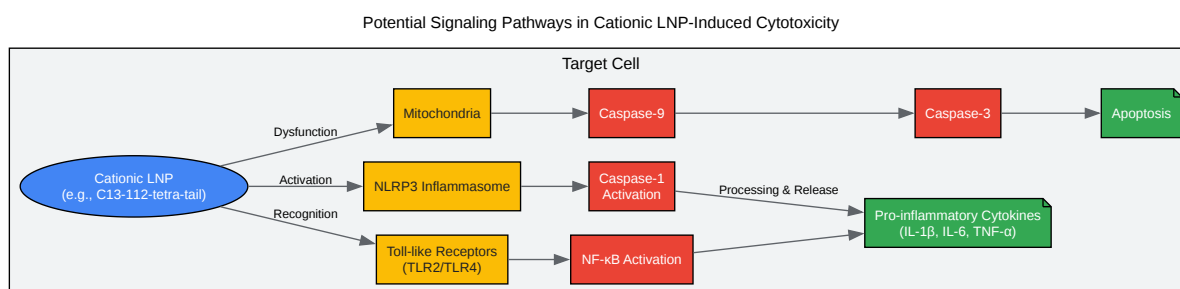 Potential Signaling Pathways in Cationic LNP-Induced Cytotoxicity
Target Cell
Mitochondria
Caspase-9
Caspase-3
Apoptosis
Dysfunction
Cationic LNP
(e.g., C13-112-tetra-tail)
Activation
NLRP3 Inflammasome
Caspase-1
Activation
Processing & Release
Recognition
Pro-inflammatory Cytokines
(IL-1β, IL-6, TNF-α)
Toll-like Receptors
(TLR2/TLR4)
NF-κB Activation